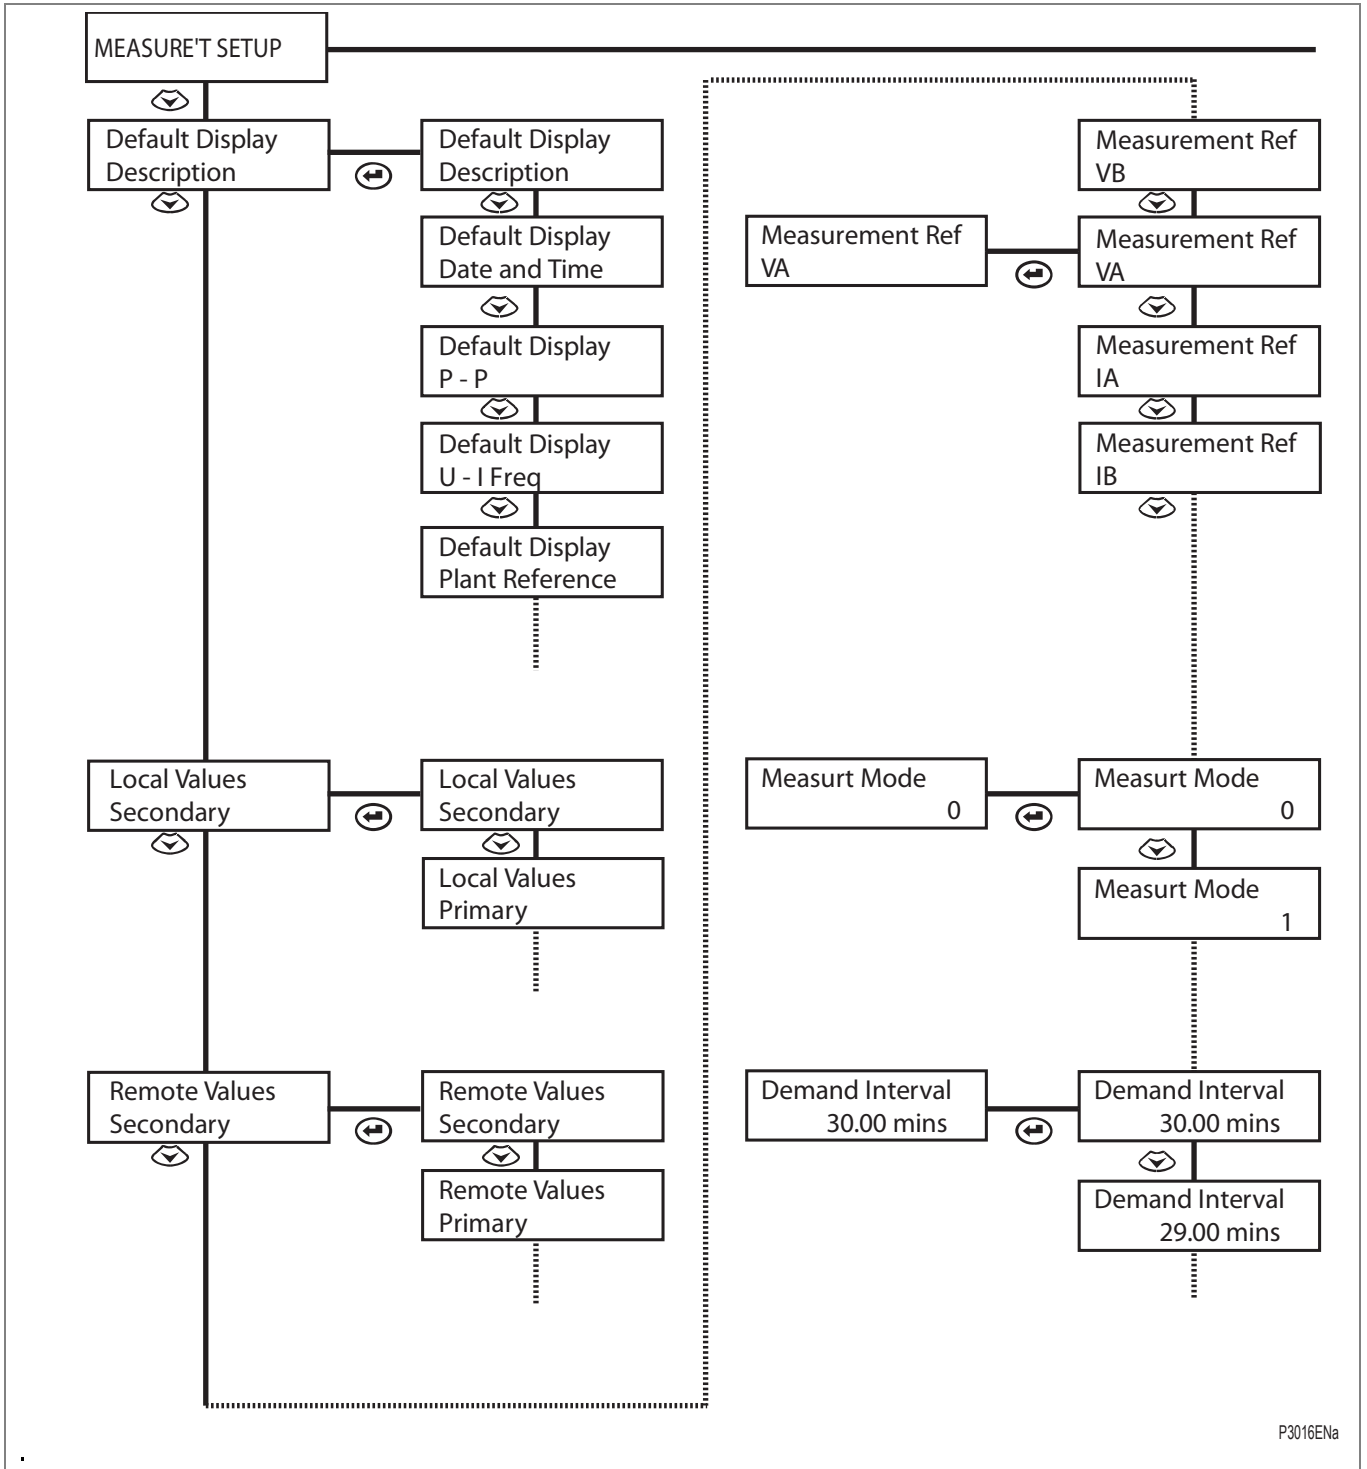 MEASURE'T SETUP
Default Display
Description
Default Display
Description
Default Display
Date and Time
Default Display
P - P
Default Display
U - I Freq
Default Display
Plant Reference
Local Values
Secondary
Local Values
Secondary
Local Values
Primary
Remote Values
Secondary
Remote Values
Secondary
Remote Values
Primary
Measurement Ref
VB
Measurement Ref
VA
Measurement Ref
VA
Measurement Ref
IA
Measurement Ref
IB
Measurt Mode
0
Measurt Mode
0
Measurt Mode
1
Demand Interval
30.00 mins
Demand Interval
30.00 mins
Demand Interval
29.00 mins
P3016ENa